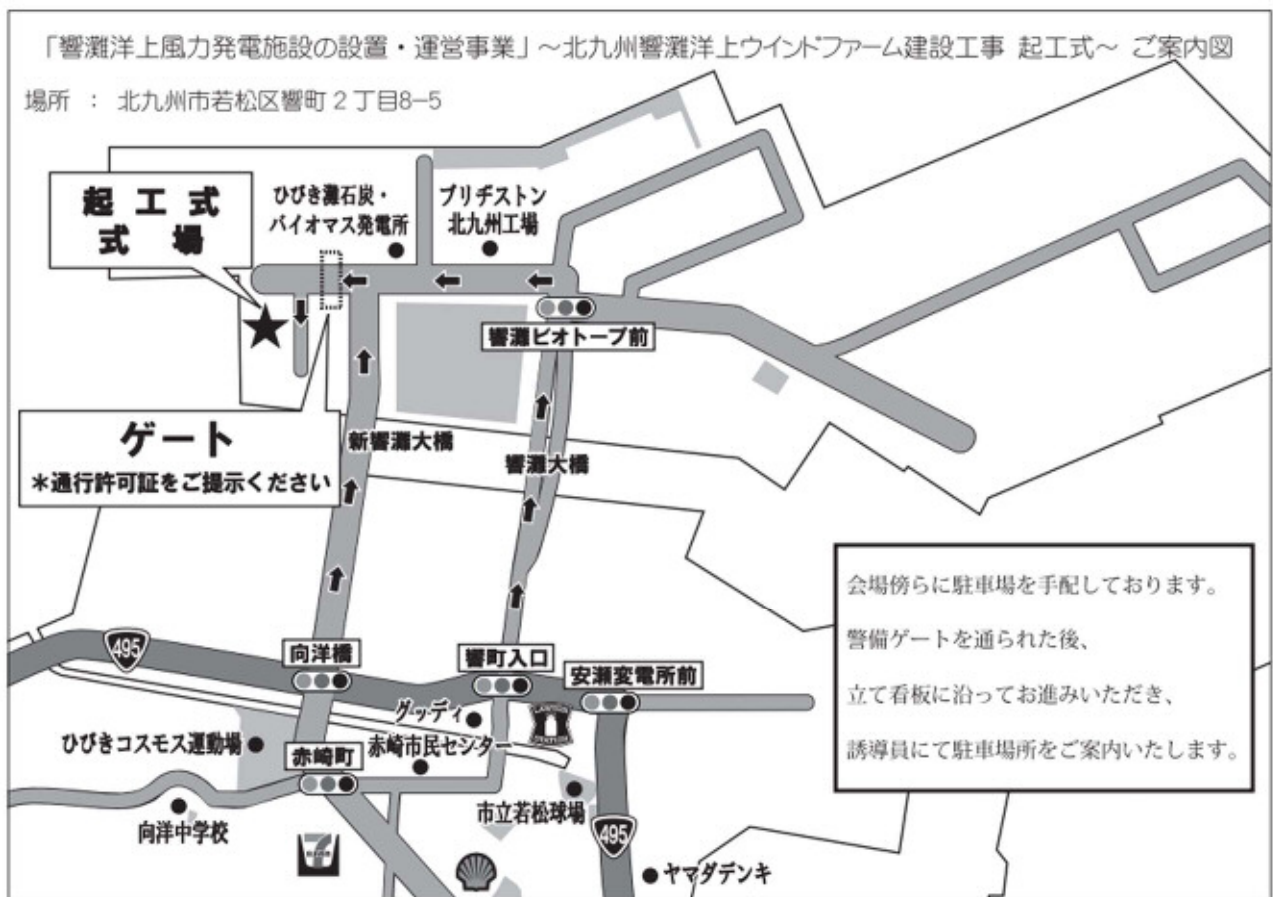 「響灘洋上風力発電施設の設置・運営事業」～北九州響灘洋上ウインドファーム建設工事 起工式～ ご案内図
場所 ： 北九州市若松区響町２丁目8-5
起 工 式
式 場
ひびき灘石炭・
バイオマス発電所
ブリヂストン
北九州工場
響灘ビオトープ前
ゲート
＊通行許可証をご提示ください
新響灘大橋
響灘大橋
会場傍らに駐車場を手配しております。
警備ゲートを通られた後、
立て看板に沿ってお進みいただき、
誘導員にて駐車場所をご案内いたします。
495
向洋橋
響町入口
安瀬変電所前
グッディ
LAWSON
STATION
ひびきコスモス運動場
赤崎町
赤崎市民センター
市立若松球場
向洋中学校
7
495
ヤマダデンキ